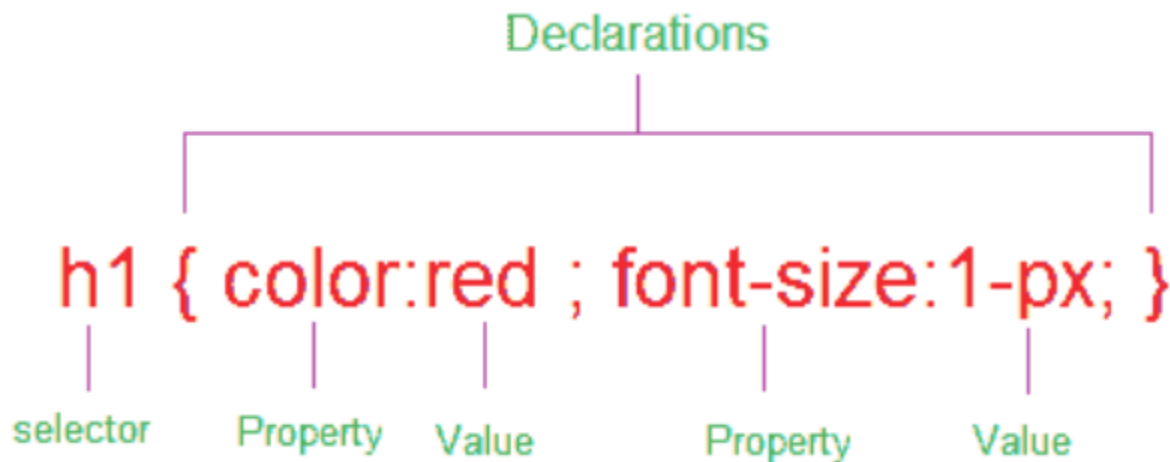 Declarations
h1 { color:red ; font-size:1-px; }
selector Property Value Property Value